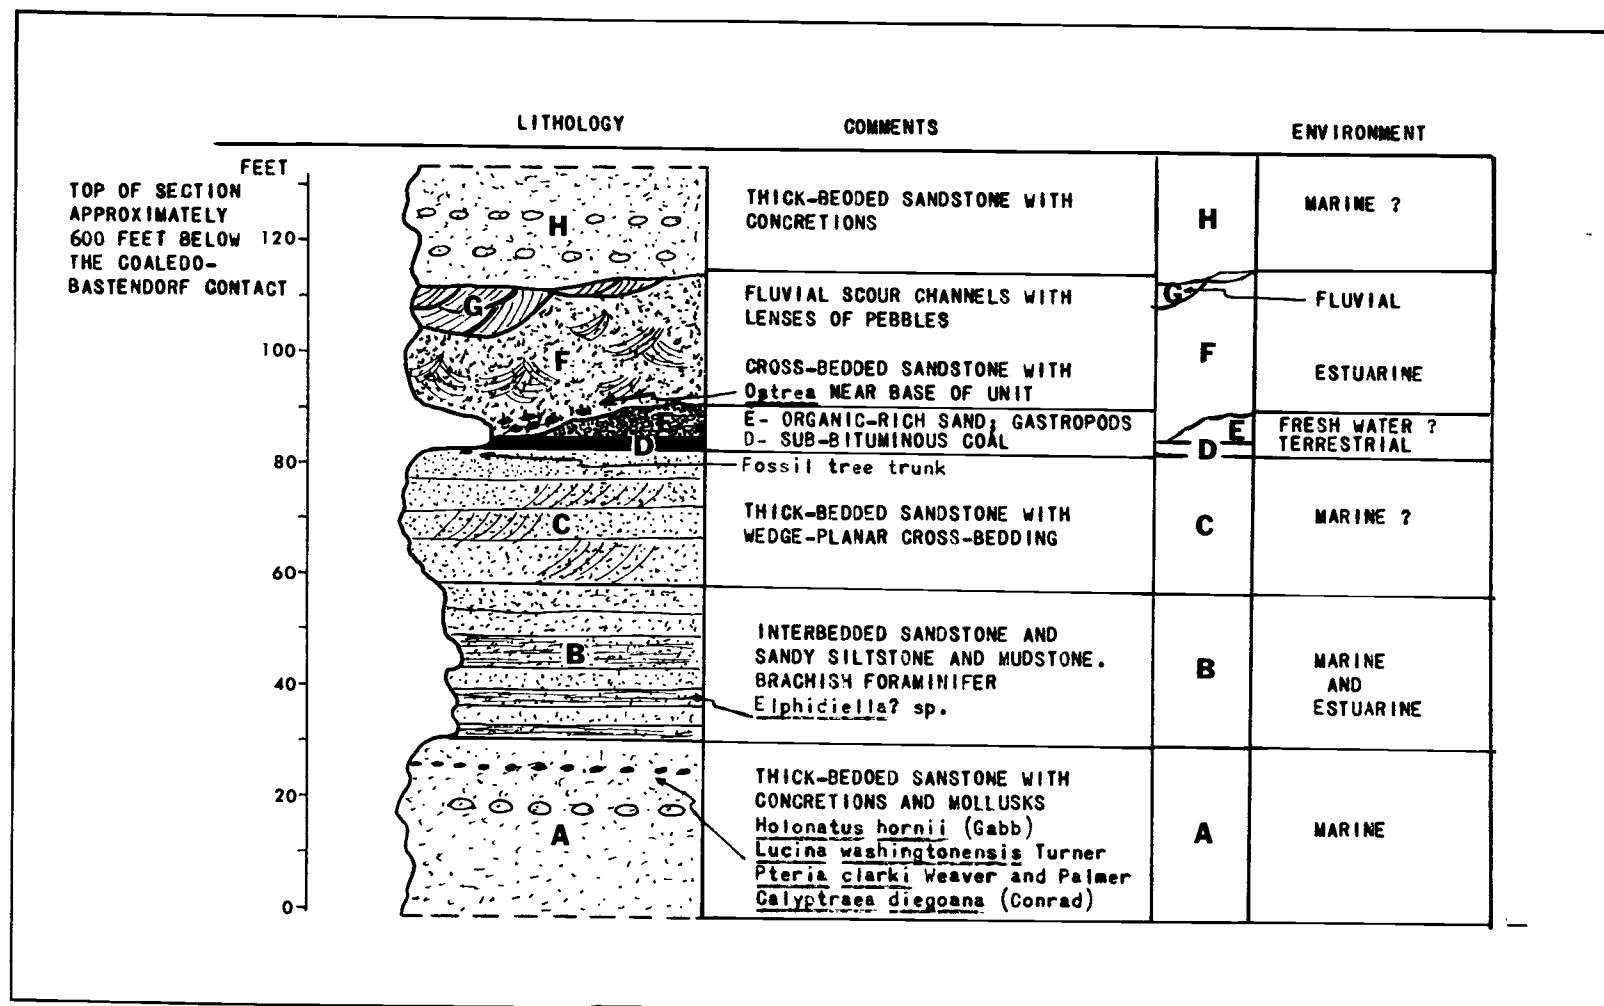 LITHOLOGY COMMENTS ENVIRONMENT
FEET
TOP OF SECTION
APPROXIMATELY
600 FEET BELOW
THE COALEDO-
BASTENDORF CONTACT
120
100
80
60
40
20
0
H
G
F
E
D
C
B
A
THICK-BEDDED SANDSTONE WITH
CONCRETIONS
FLUVIAL SCOUR CHANNELS WITH
LENSES OF PEBBLES
CROSS-BEDDED SANDSTONE WITH
Ostrea NEAR BASE OF UNIT
E- ORGANIC-RICH SAND; GASTROPODS
D- SUB-BITUMINOUS COAL
Fossil tree trunk
THICK-BEDDED SANDSTONE WITH
WEDGE-PLANAR CROSS-BEDDING
INTERBEDDED SANDSTONE AND
SANDY SILTSTONE AND MUDSTONE.
BRACHISH FORAMINIFER
Elphidiella? sp.
THICK-BEDDED SANSTONE WITH
CONCRETIONS AND MOLLUSKS
Holonatus hornii (Gabb)
Lucina washingtonensis Turner
Pteria clarki Weaver and Palmer
Calyptraea diegoana (Conrad)
H
G
F
E
D
C
B
A
MARINE ?
FLUVIAL
ESTUARINE
FRESH WATER ?
TERRESTRIAL
MARINE ?
MARINE
AND
ESTUARINE
MARINE